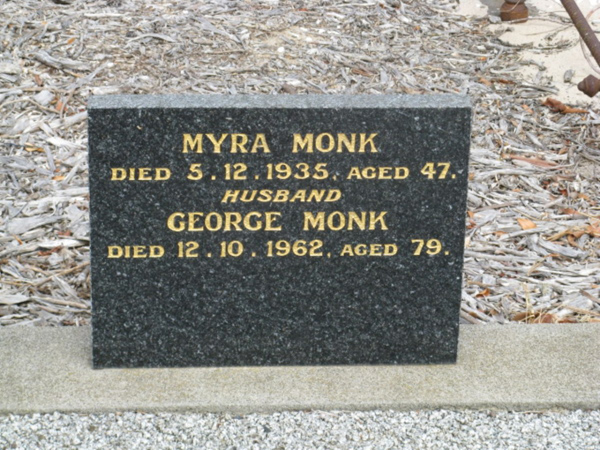 MYRA MONK
DIED 5.12.1935, AGED 47.
HUSBAND
GEORGE MONK
DIED 12.10.1962, AGED 79.